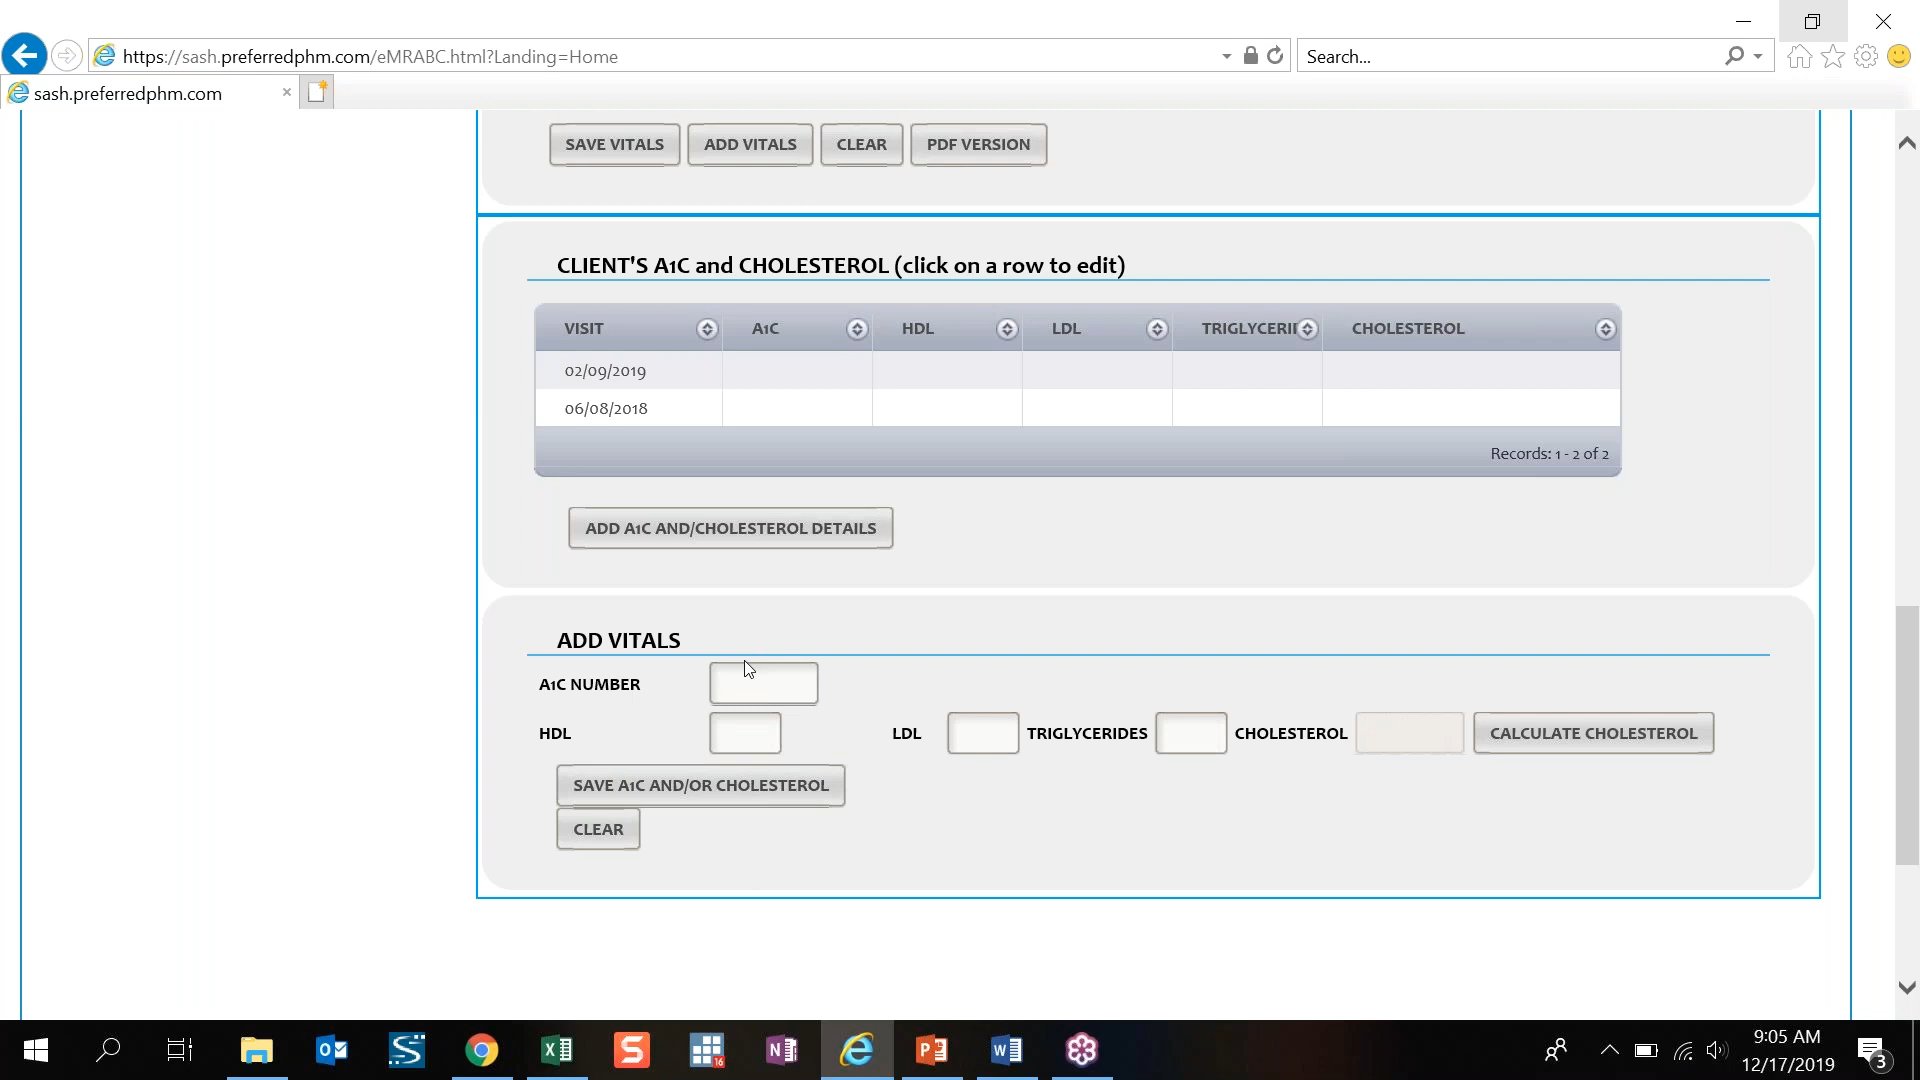 https://sash.preferredphm.com/eMRABC.html?Landing=Home
Search...
sash.preferredphm.com
SAVE VITALS ADD VITALS CLEAR PDF VERSION
CLIENT'S A1C and CHOLESTEROL (click on a row to edit)
VISIT A1C HDL LDL TRIGLYCERI CHOLESTEROL
02/09/2019
06/08/2018
Records: 1 - 2 of 2
ADD A1C AND/CHOLESTEROL DETAILS
ADD VITALS
A1C NUMBER
HDL LDL TRIGLYCERIDES CHOLESTEROL CALCULATE CHOLESTEROL
SAVE A1C AND/OR CHOLESTEROL
CLEAR
9:05 AM
12/17/2019
3
16